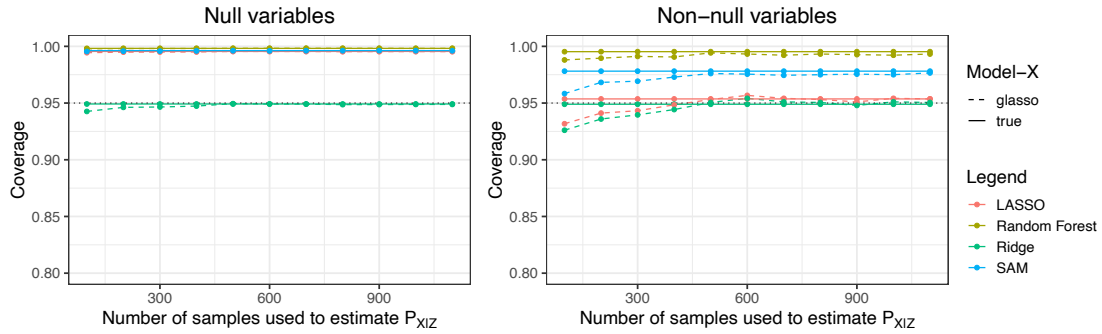 Null variables
Non−null variables
Coverage
1.00
0.95
0.90
0.85
0.80
300
600
900
Number of samples used to estimate P_X|Z
Coverage
1.00
0.95
0.90
0.85
0.80
300
600
900
Number of samples used to estimate P_X|Z
Model−X
glasso
true
Legend
LASSO
Random Forest
Ridge
SAM